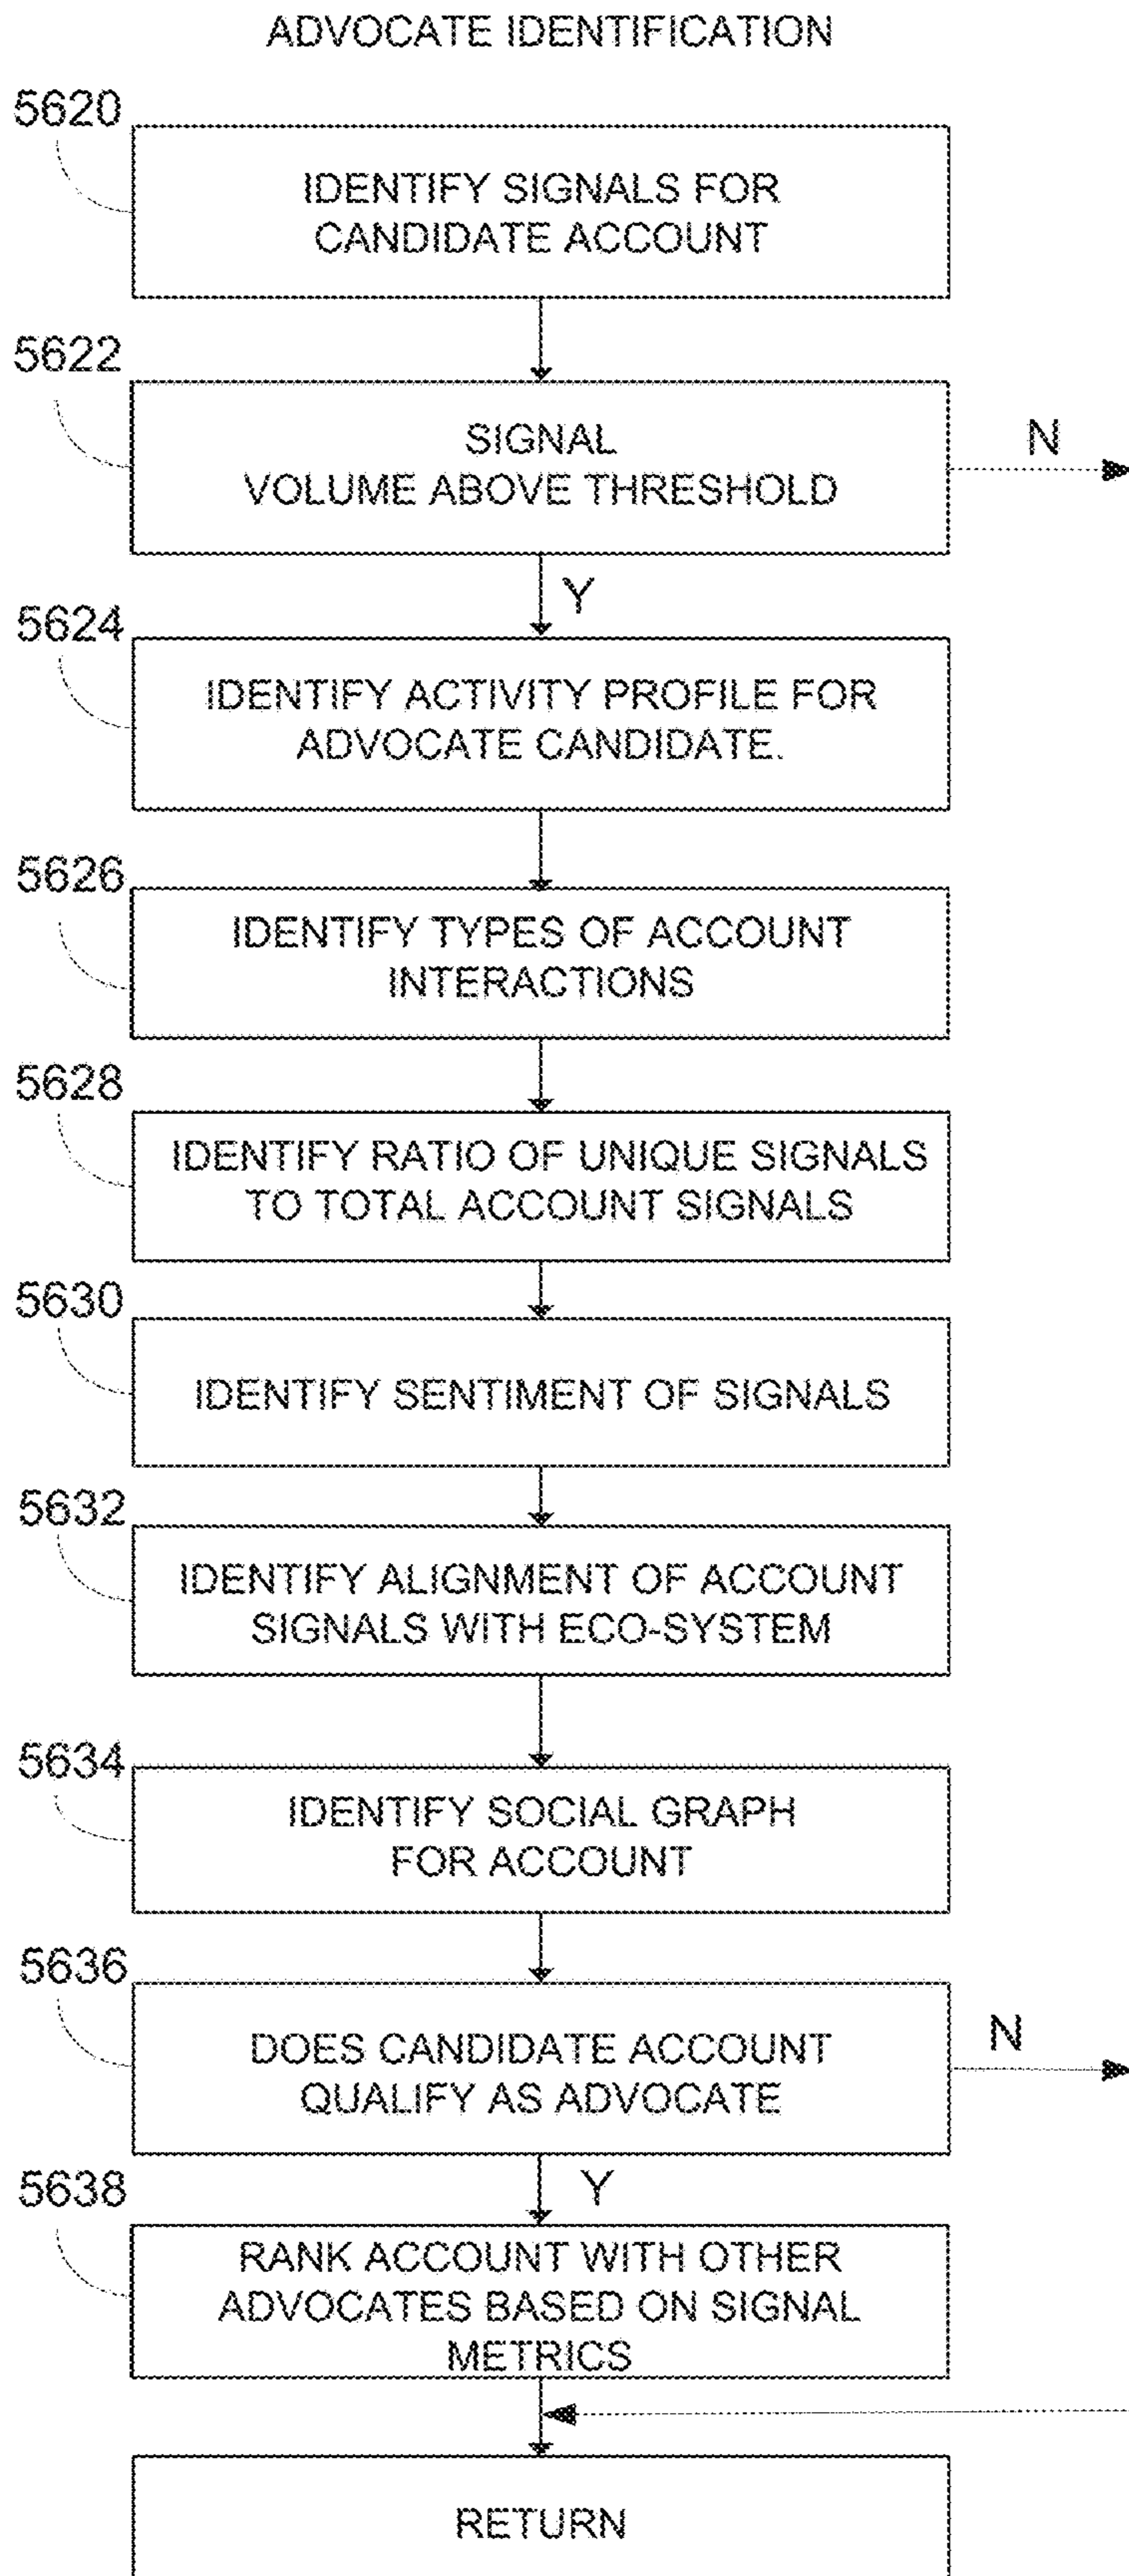 ADVOCATE IDENTIFICATION
5620
IDENTIFY SIGNALS FOR
CANDIDATE ACCOUNT
5622
SIGNAL
VOLUME ABOVE THRESHOLD
N
Y
5624
IDENTIFY ACTIVITY PROFILE FOR
ADVOCATE CANDIDATE.
5626
IDENTIFY TYPES OF ACCOUNT
INTERACTIONS
5628
IDENTIFY RATIO OF UNIQUE SIGNALS
TO TOTAL ACCOUNT SIGNALS
5630
IDENTIFY SENTIMENT OF SIGNALS
5632
IDENTIFY ALIGNMENT OF ACCOUNT
SIGNALS WITH ECO-SYSTEM
5634
IDENTIFY SOCIAL GRAPH
FOR ACCOUNT
5636
DOES CANDIDATE ACCOUNT
QUALIFY AS ADVOCATE
N
Y
5638
RANK ACCOUNT WITH OTHER
ADVOCATES BASED ON SIGNAL
METRICS
RETURN